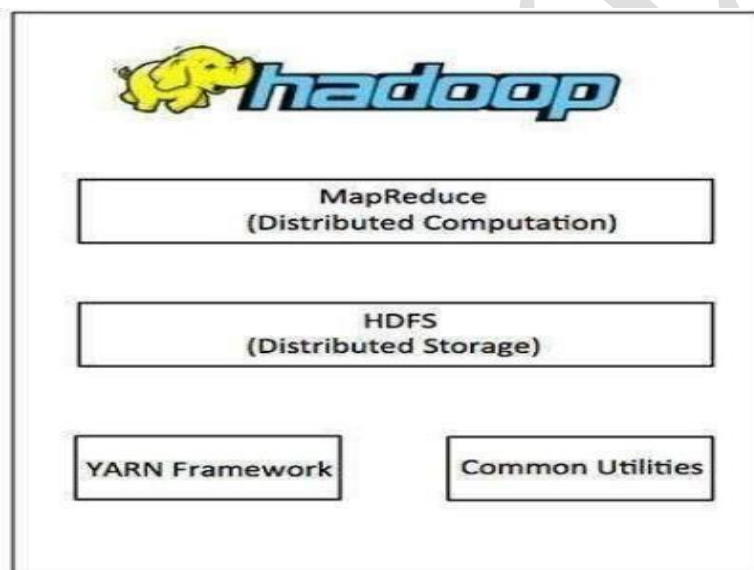 hadoop
MapReduce
(Distributed Computation)
HDFS
(Distributed Storage)
YARN Framework
Common Utilities